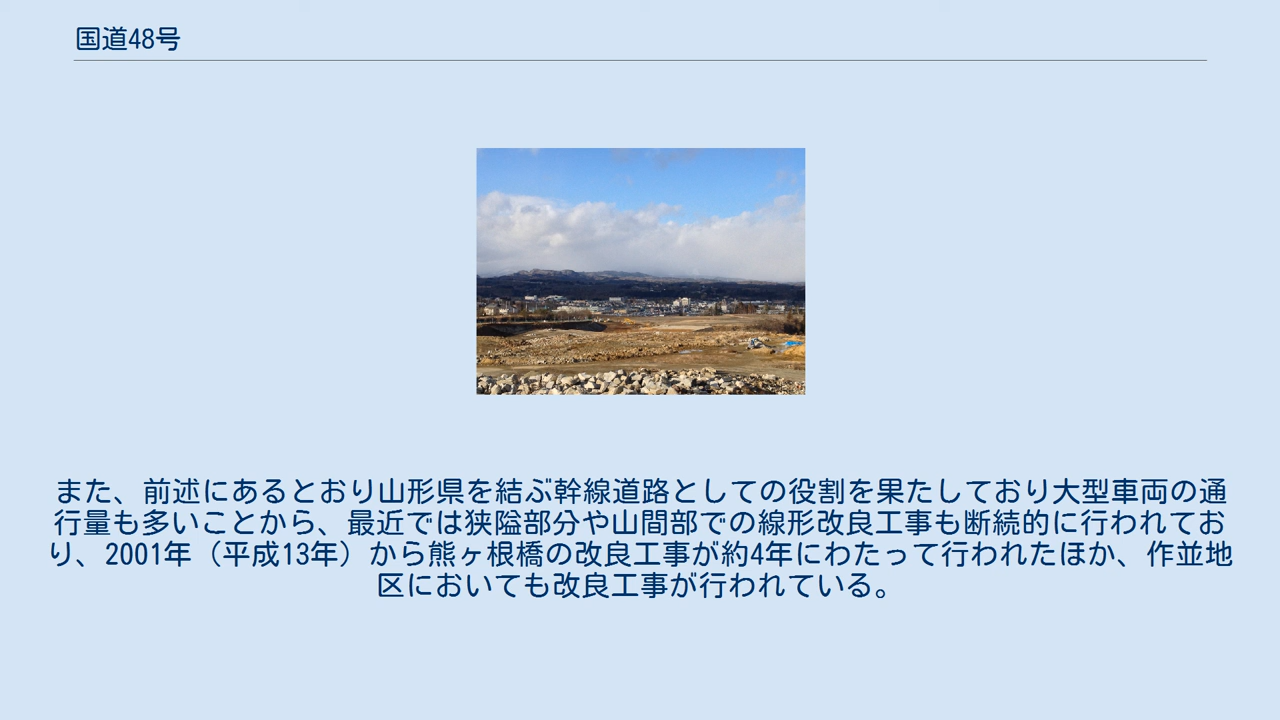 国道48号
また、前述にあるとおり山形県を結ぶ幹線道路としての役割を果たしており大型車両の通
行量も多いことから、最近では狭隘部分や山間部での線形改良工事も断続的に行われてお
り、2001年（平成13年）から熊ヶ根橋の改良工事が約4年にわたって行われたほか、作並地
区においても改良工事が行われている。